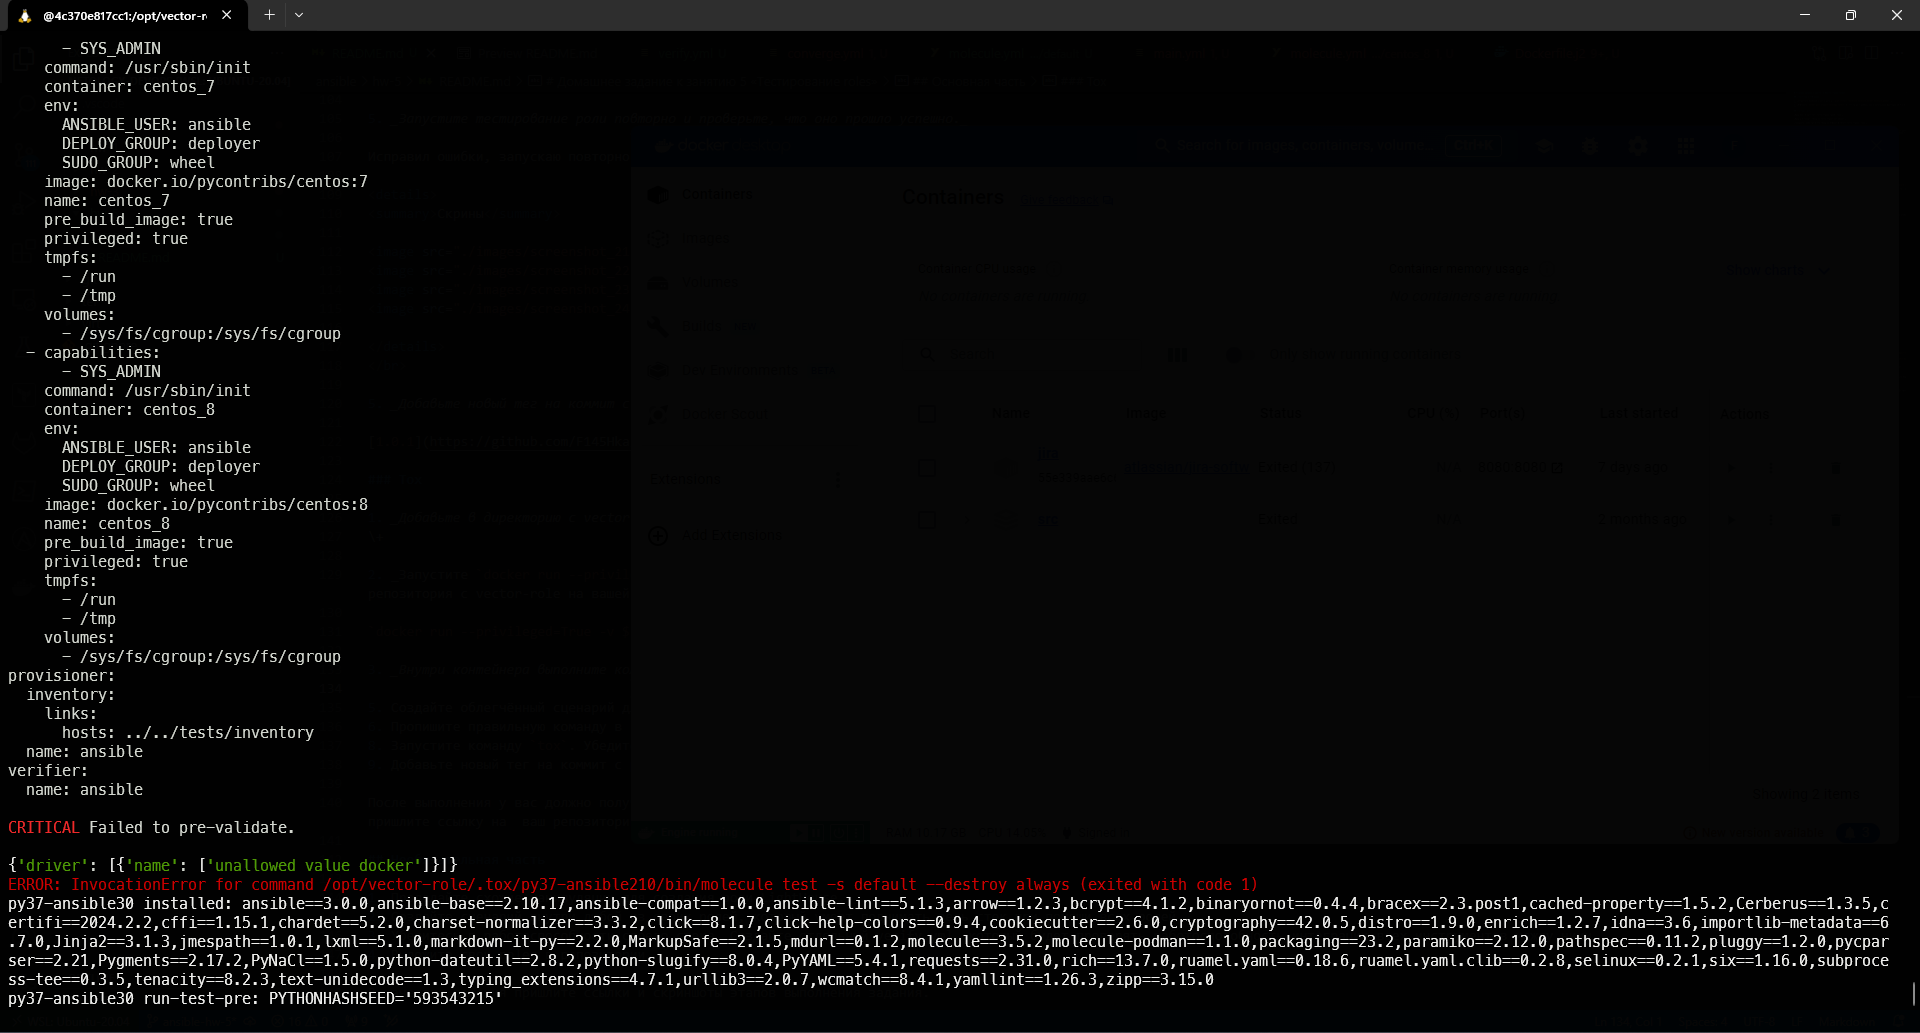 @4c370e817cc1:/opt/vector-r
- SYS_ADMIN
command: /usr/sbin/init
container: centos_7
env:
ANSIBLE_USER: ansible
DEPLOY_GROUP: deployer
SUDO_GROUP: wheel
image: docker.io/pycontribs/centos:7
name: centos_7
pre_build_image: true
privileged: true
tmpfs:
- /run
- /tmp
volumes:
- /sys/fs/cgroup:/sys/fs/cgroup
- capabilities:
- SYS_ADMIN
command: /usr/sbin/init
container: centos_8
env:
ANSIBLE_USER: ansible
DEPLOY_GROUP: deployer
SUDO_GROUP: wheel
image: docker.io/pycontribs/centos:8
name: centos_8
pre_build_image: true
privileged: true
tmpfs:
- /run
- /tmp
volumes:
- /sys/fs/cgroup:/sys/fs/cgroup
provisioner:
inventory:
links:
hosts: ../../tests/inventory
name: ansible
verifier:
name: ansible
CRITICAL Failed to pre-validate.
{'driver': [{'name': ['unallowed value docker']}]}
ERROR: InvocationError for command /opt/vector-role/.tox/py37-ansible210/bin/molecule test -s default --destroy always (exited with code 1)
py37-ansible30 installed: ansible==3.0.0,ansible-base==2.10.17,ansible-compat==1.0.0,ansible-lint==5.1.3,arrow==1.2.3,bcrypt==4.1.2,binaryornot==0.4.4,bracex==2.3.post1,cached-property==1.5.2,Cerberus==1.3.5,c
ertifi==2024.2.2,cffi==1.15.1,chardet==5.2.0,charset-normalizer==3.3.2,click==8.1.7,click-help-colors==0.9.4,cookiecutter==2.6.0,cryptography==42.0.5,distro==1.9.0,enrich==1.2.7,idna==3.6,importlib-metadata==6
.7.0,Jinja2==3.1.3,jmespath==1.0.1,lxml==5.1.0,markdown-it-py==2.2.0,MarkupSafe==2.1.5,mdurl==0.1.2,molecule==3.5.2,molecule-podman==1.1.0,packaging==23.2,paramiko==2.12.0,pathspec==0.11.2,pluggy==1.2.0,pycpar
ser==2.21,Pygments==2.17.2,PyNaCl==1.5.0,python-dateutil==2.8.2,python-slugify==8.0.4,PyYAML==5.4.1,requests==2.31.0,rich==13.7.0,ruamel.yaml==0.18.6,ruamel.yaml.clib==0.2.8,selinux==0.2.1,six==1.16.0,subproce
ss-tee==0.3.5,tenacity==8.2.3,text-unidecode==1.3,typing_extensions==4.7.1,urllib3==2.0.7,wcmatch==8.4.1,yamllint==1.26.3,zipp==3.15.0
py37-ansible30 run-test-pre: PYTHONHASHSEED='593543215'
Containers
Containers
Extensions
Add Extensions